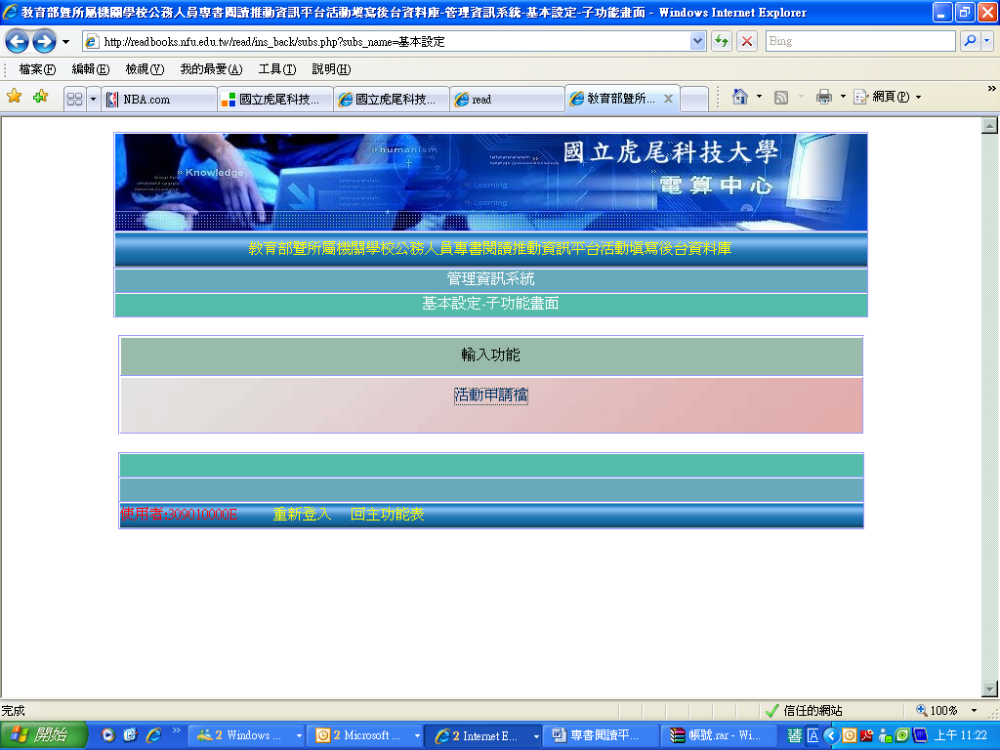 教育部暨所屬機關學校公務人員專書閱讀推動資訊平台活動填寫後台資料庫-管理資訊系統-基本設定-子功能畫面 - Windows Internet Explorer
http://readbooks.nfu.edu.tw/read/ins_back/subs.php?subs_name=基本設定
Bing
檔案(F) 編輯(E) 檢視(V) 我的最愛(A) 工具(T) 說明(H)
NBA.com 國立虎尾科技... 國立虎尾科技... read 教育部暨所... 網頁(P)
»humanism
»Knowledge
Learning
Learning
國立虎尾科技大學
電算中心
教育部暨所屬機關學校公務人員專書閱讀推動資訊平台活動填寫後台資料庫
管理資訊系統
基本設定-子功能畫面
輸入功能
活動申請檔
使用者:309010000E 重新登入 回主功能表
完成 信任的網站 100%
開始 2 Windows ... 2 Microsoft ... 2 Internet E... 專書閱讀平... 帳號.rar - Wi... 上午 11:22